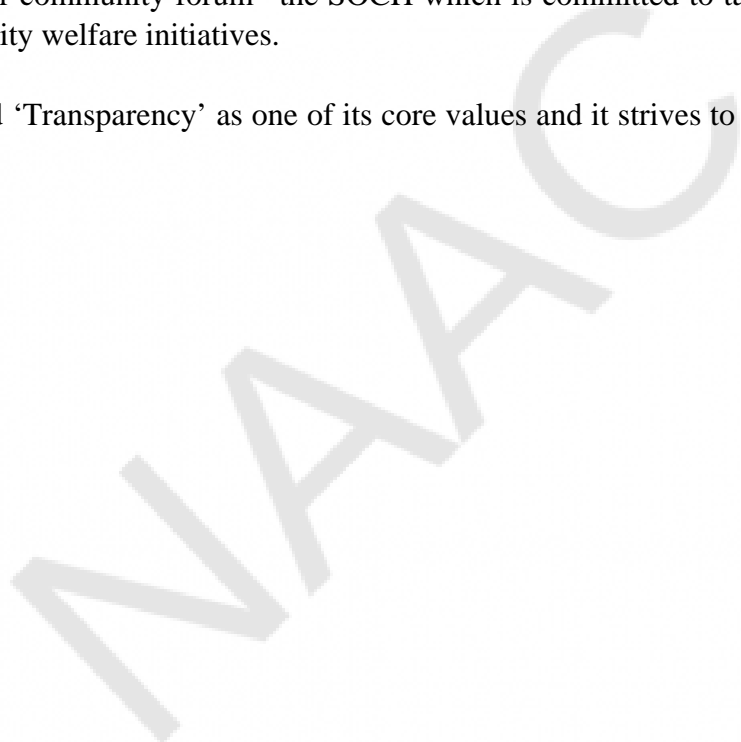 community forum the SOCH which is committed to
ity welfare initiatives.
‘Transparency’ as one of its core values and it strives to
NAAC